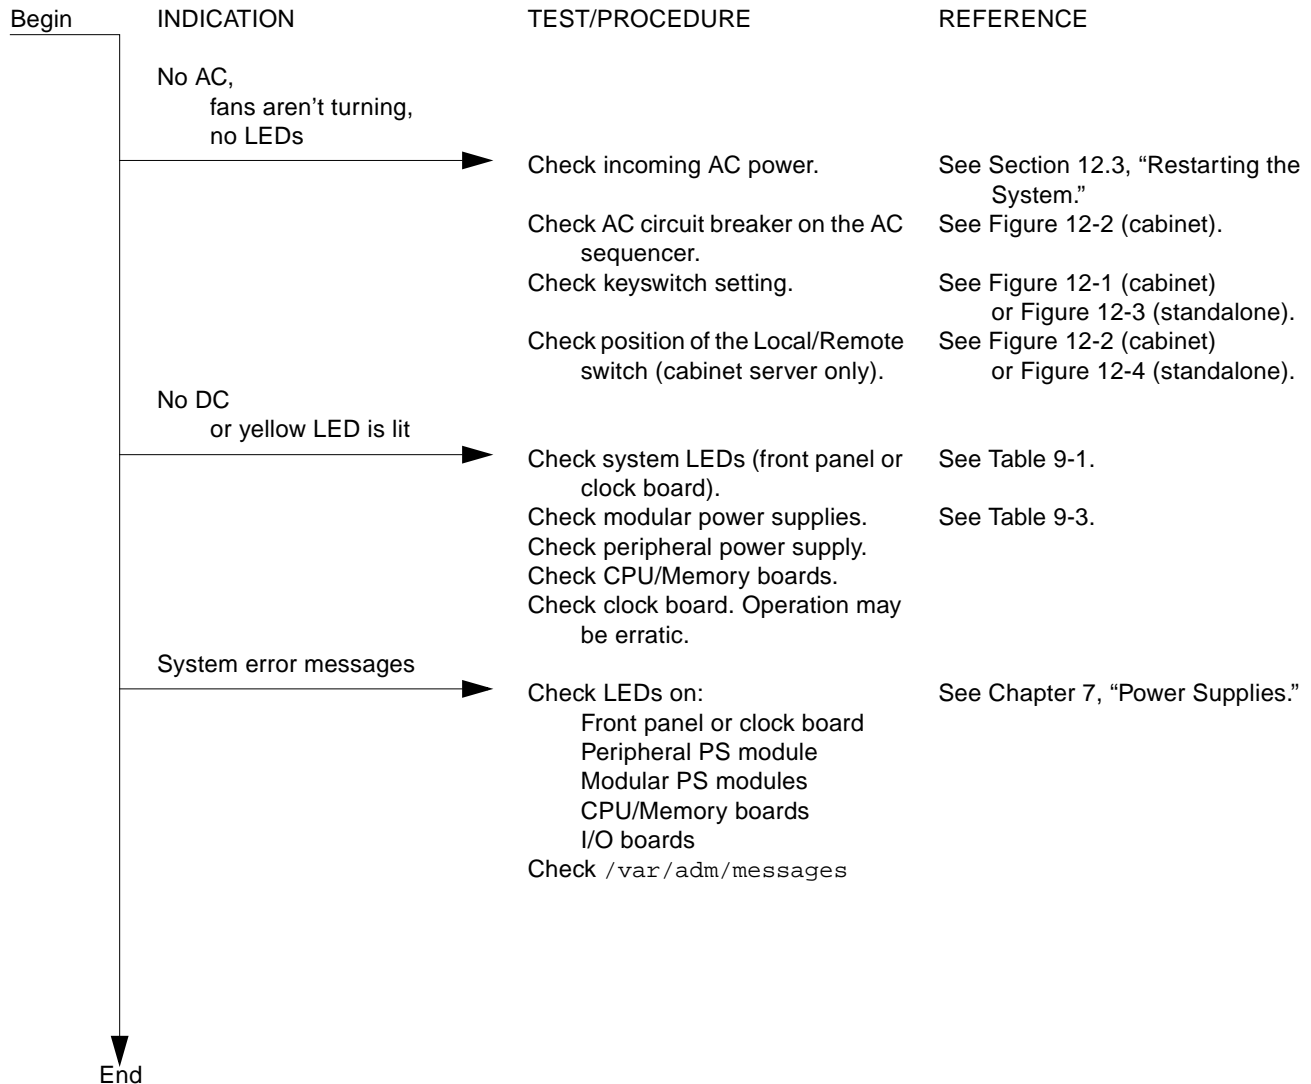 Begin INDICATION TEST/PROCEDURE REFERENCE
No AC,
fans aren’t turning,
no LEDs
Check incoming AC power. See Section 12.3, “Restarting the
System.”
Check AC circuit breaker on the AC See Figure 12-2 (cabinet).
sequencer.
Check keyswitch setting. See Figure 12-1 (cabinet)
or Figure 12-3 (standalone).
Check position of the Local/Remote See Figure 12-2 (cabinet)
switch (cabinet server only). or Figure 12-4 (standalone).
No DC
or yellow LED is lit
Check system LEDs (front panel or See Table 9-1.
clock board).
Check modular power supplies. See Table 9-3.
Check peripheral power supply.
Check CPU/Memory boards.
Check clock board. Operation may
be erratic.
System error messages
Check LEDs on: See Chapter 7, “Power Supplies.”
Front panel or clock board
Peripheral PS module
Modular PS modules
CPU/Memory boards
I/O boards
Check /var/adm/messages
End